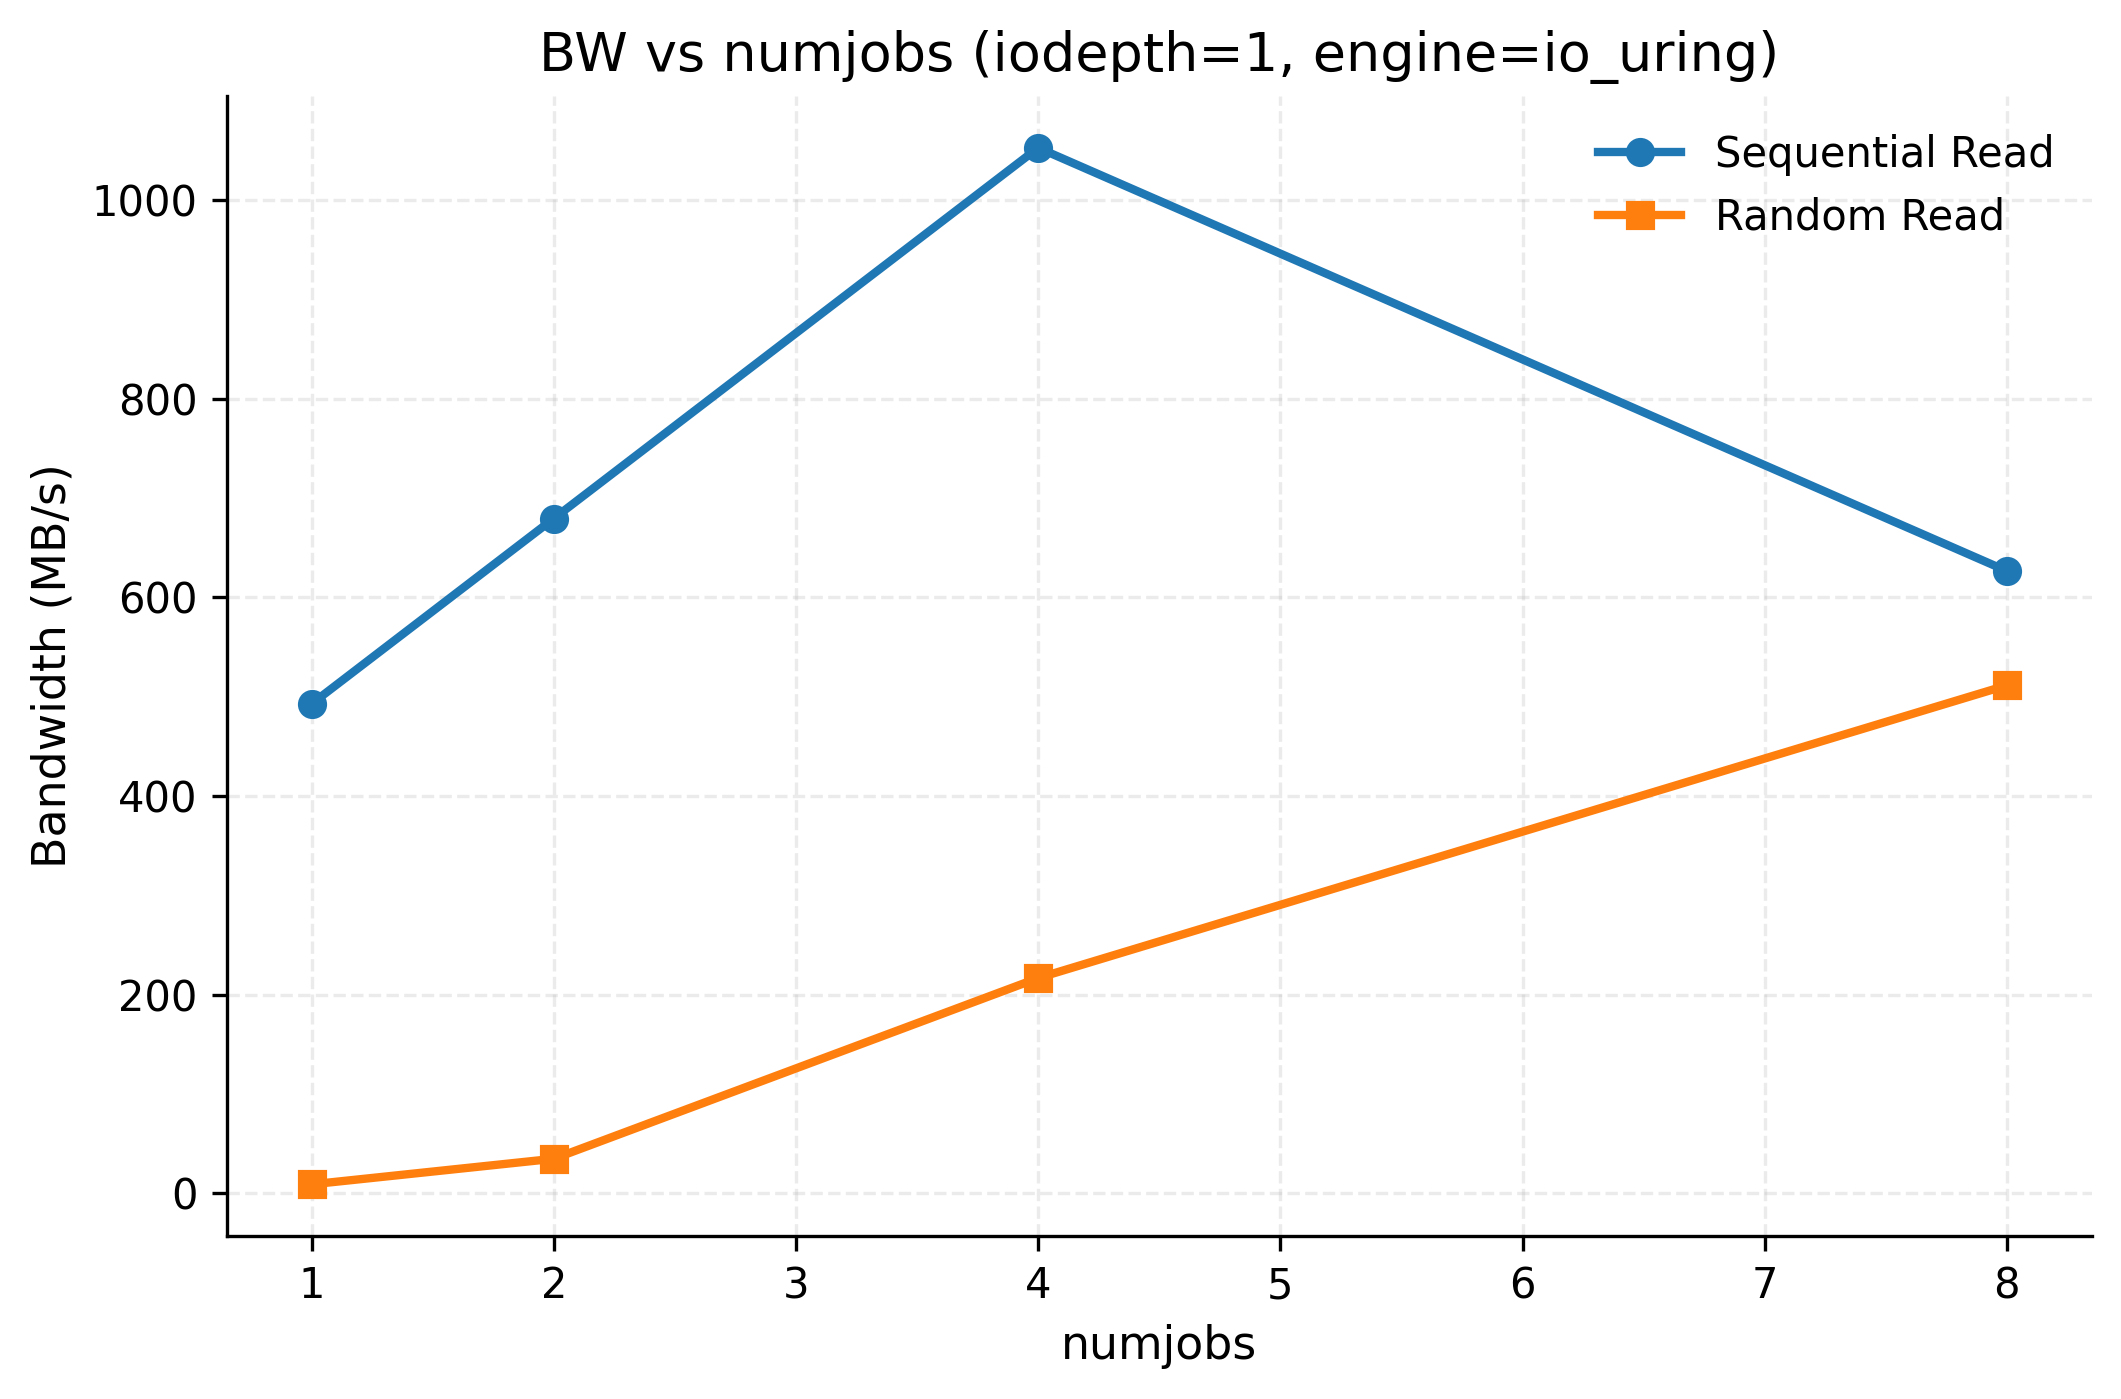 BW vs numjobs (iodepth=1, engine=io_uring)
Sequential Read
Random Read
Bandwidth (MB/s)
1000
800
600
400
200
0
1 2 3 4 5 6 7 8
numjobs